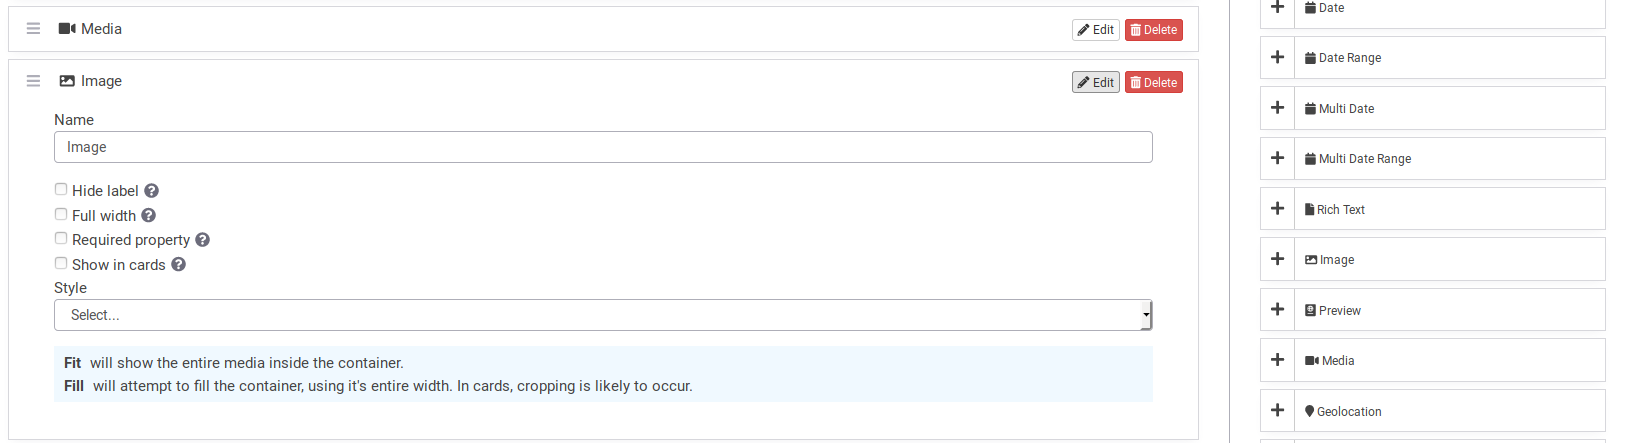 Media
Edit
Delete
Image
Edit
Delete
Name
Image
Hide label
Full width
Required property
Show in cards
Style
Select...
Fit will show the entire media inside the container.
Fill will attempt to fill the container, using it's entire width. In cards, cropping is likely to occur.
Date
Date Range
Multi Date
Multi Date Range
Rich Text
Image
Preview
Media
Geolocation